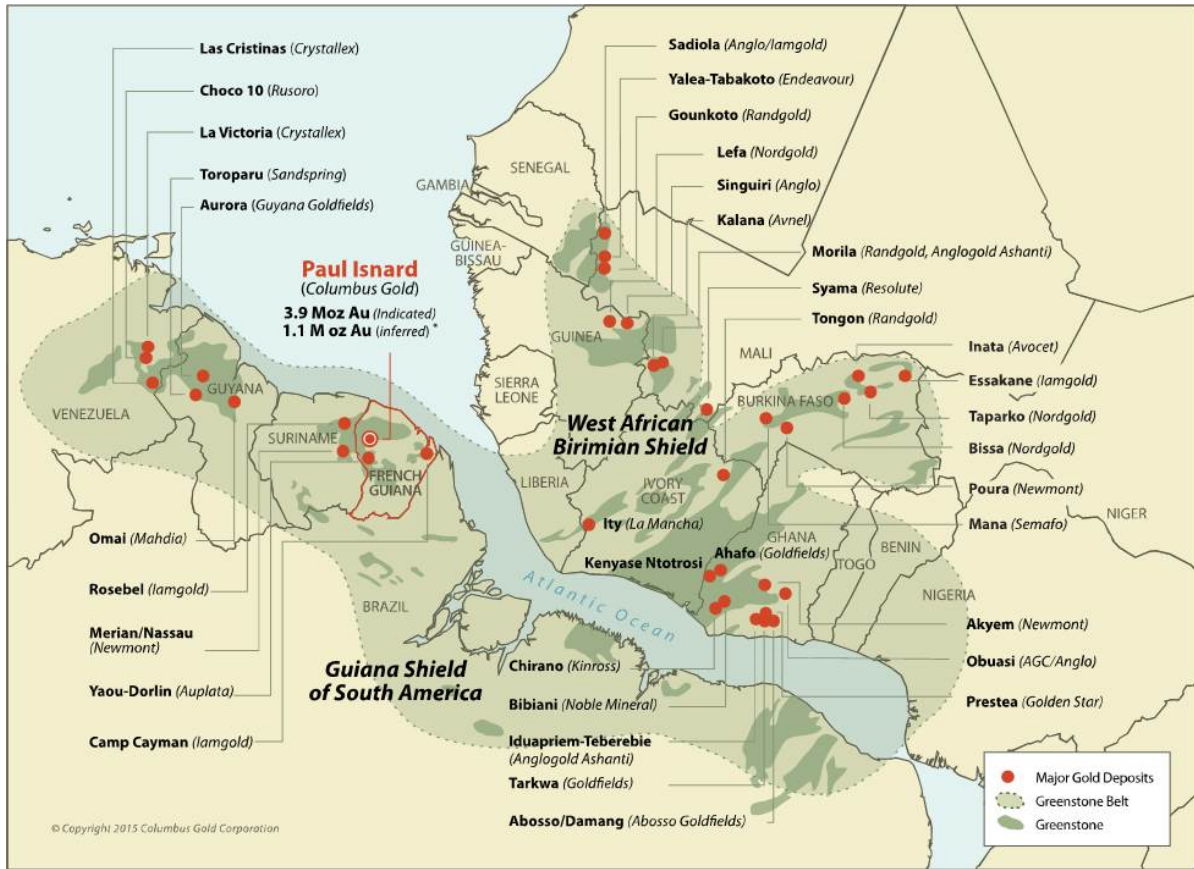 Las Cristinas (Crystallex)
Choco 10 (Rusoro)
La Victoria (Crystallex)
Toroparu (Sandspring)
Aurora (Guyana Goldfields)
Sadiola (Anglo/Iamgold)
Yalea-Tabakoto (Endeavour)
Gounkoto (Randgold)
Lefa (Nordgold)
Singuiri (Anglo)
Kalana (Avnel)
Morila (Randgold, Anglogold Ashanti)
Syama (Resolute)
Tongon (Randgold)
Inata (Avocet)
Essakane (Iamgold)
Taparko (Nordgold)
Bissa (Nordgold)
Poura (Newmont)
Mana (Semafo)
SENEGAL
GAMBIA
GUINEA-
BISSAU
GUINEA
SIERRA
LEONE
LIBERIA
MALI
BURKINA FASO
IVORY
COAST
GHANA
TOGO
BENIN
NIGER
NIGERIA
Paul Isnard
(Columbus Gold)
3.9 Moz Au (Indicated)
1.1 M oz Au (inferred) *
VENEZUELA
GUYANA
SURINAME
FRENCH
GUIANA
BRAZIL
West African
Birimian Shield
Ity (La Mancha)
Kenyase Ntotrosi
Ahafo (Goldfields)
Atlantic Ocean
Guiana Shield
of South America
Omai (Mahdia)
Rosebel (Iamgold)
Merian/Nassau
(Newmont)
Yaou-Dorlin (Auplata)
Camp Cayman (Iamgold)
Chirano (Kinross)
Bibiani (Noble Mineral)
Iduapriem-Teberebie
(Anglogold Ashanti)
Tarkwa (Goldfields)
Abosso/Damang (Abosso Goldfields)
Akyem (Newmont)
Obuasi (AGC/Anglo)
Prestea (Golden Star)
Major Gold Deposits
Greenstone Belt
Greenstone
© Copyright 2015 Columbus Gold Corporation